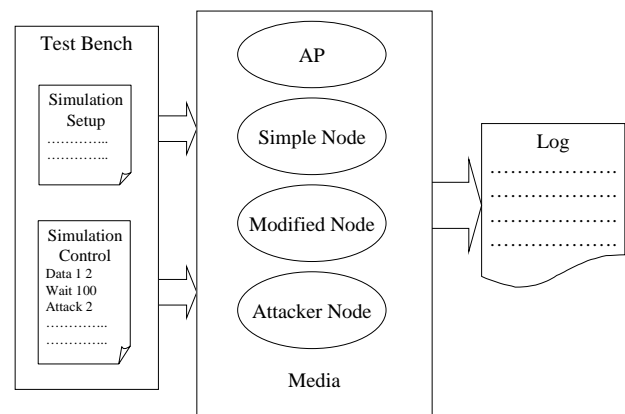 Test Bench
Simulation
Setup
…………..
…………..
Simulation
Control
Data 1 2
Wait 100
Attack 2
…………..
…………..
AP
Simple Node
Modified Node
Attacker Node
Media
Log
………………
………………
………………
………………